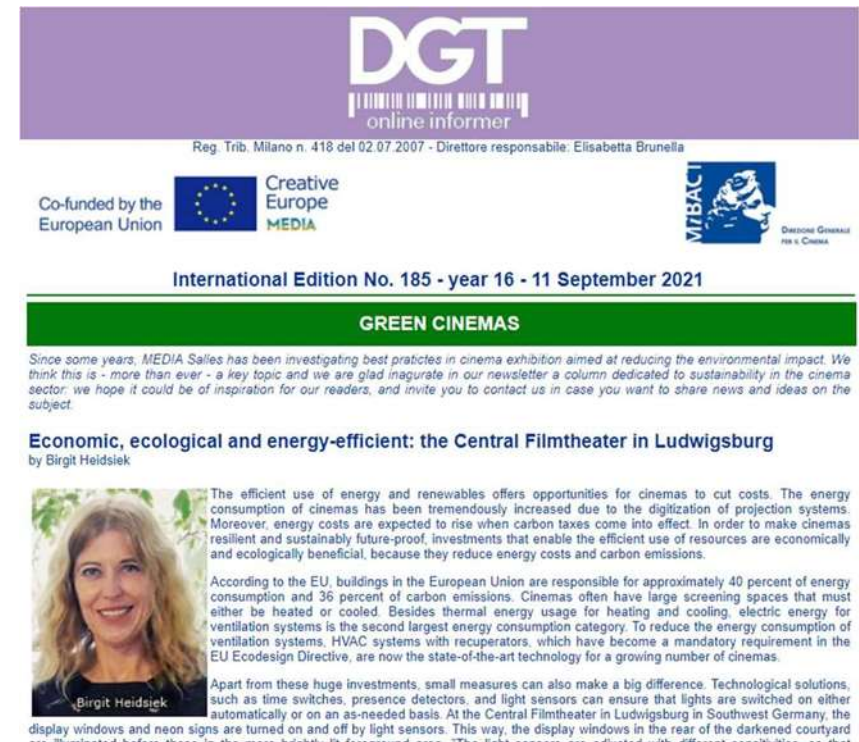 DGT
online informer
Reg. Trib. Milano n. 418 del 02.07.2007 - Direttore responsabile: Elisabetta Brunella
Co-funded by the
European Union
Creative
Europe
MEDIA
MiBACT
DIREZIONE GENERALE
PER IL CINEMA
International Edition No. 185 - year 16 - 11 September 2021
GREEN CINEMAS
Since some years, MEDIA Salles has been investigating best pratictes in cinema exhibition aimed at reducing the environmental impact. We
think this is - more than ever - a key topic and we are glad inagurate in our newsletter a column dedicated to sustainability in the cinema
sector: we hope it could be of inspiration for our readers, and invite you to contact us in case you want to share news and ideas on the
subject.
Economic, ecological and energy-efficient: the Central Filmtheater in Ludwigsburg
by Birgit Heidsiek
The efficient use of energy and renewables offers opportunities for cinemas to cut costs. The energy
consumption of cinemas has been tremendously increased due to the digitization of projection systems.
Moreover, energy costs are expected to rise when carbon taxes come into effect. In order to make cinemas
resilient and sustainably future-proof, investments that enable the efficient use of resources are economically
and ecologically beneficial, because they reduce energy costs and carbon emissions.
According to the EU, buildings in the European Union are responsible for approximately 40 percent of energy
consumption and 36 percent of carbon emissions. Cinemas often have large screening spaces that must
either be heated or cooled. Besides thermal energy usage for heating and cooling, electric energy for
ventilation systems is the second largest energy consumption category. To reduce the energy consumption of
ventilation systems, HVAC systems with recuperators, which have become a mandatory requirement in the
EU Ecodesign Directive, are now the state-of-the-art technology for a growing number of cinemas.
Birgit Heidsiek
Apart from these huge investments, small measures can also make a big difference. Technological solutions,
such as time switches, presence detectors, and light sensors can ensure that lights are switched on either
automatically or on an as-needed basis. At the Central Filmtheater in Ludwigsburg in Southwest Germany, the
display windows and neon signs are turned on and off by light sensors. This way, the display windows in the rear of the darkened courtyard